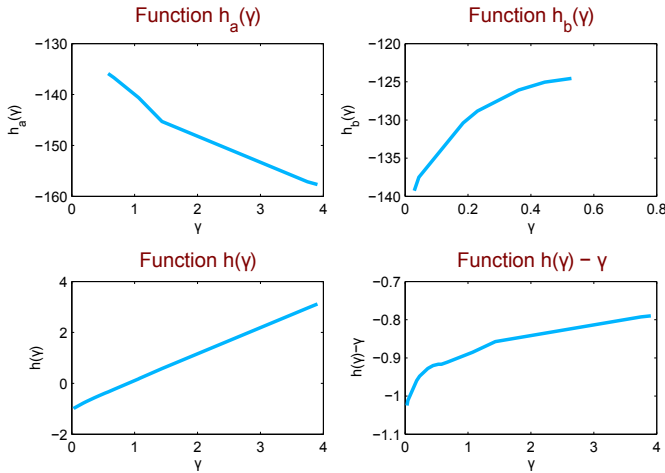 Function h_a(γ)
−130
−140
−150
−160
0 1 2 3 4
γ
h_a(γ)
Function h_b(γ)
−120
−125
−130
−135
−140
0 0.2 0.4 0.6 0.8
γ
h_b(γ)
Function h(γ)
4
2
0
−2
0 1 2 3 4
γ
h(γ)
Function h(γ) − γ
−0.7
−0.8
−0.9
−1
−1.1
0 1 2 3 4
γ
h(γ)−γ